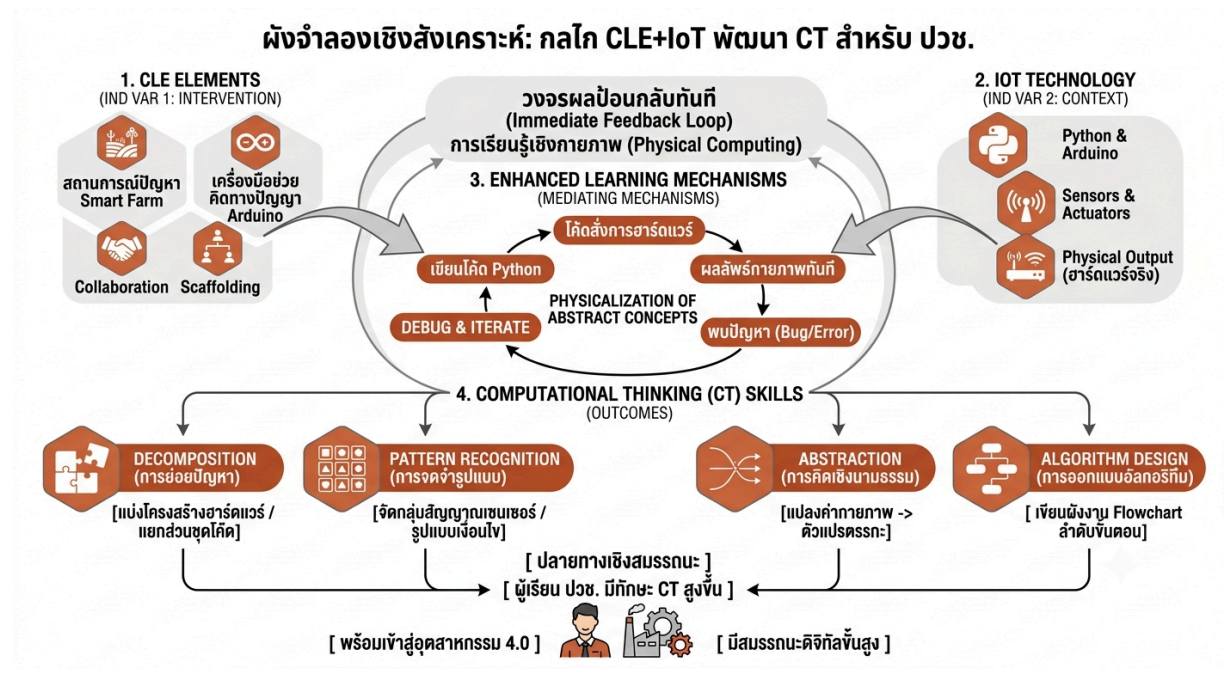 ผังจำลองเชิงสังเคราะห์: กลไก CLE+IoT พัฒนา CT สำหรับ ปวช.
1. CLE ELEMENTS
(IND VAR 1: INTERVENTION)
สถานการณ์ปัญหา
Smart Farm
เครื่องมือช่วย
คิดทางปัญญา
Arduino
Collaboration
Scaffolding
วงจรผลป้อนกลับทันที
(Immediate Feedback Loop)
การเรียนรู้เชิงกายภาพ (Physical Computing)
2. IOT TECHNOLOGY
(IND VAR 2: CONTEXT)
Python &
Arduino
Sensors &
Actuators
Physical Output
(ฮาร์ดแวร์จริง)
3. ENHANCED LEARNING MECHANISMS
(MEDIATING MECHANISMS)
โค้ดสั่งการฮาร์ดแวร์
เขียนโค้ด Python
ผลลัพธ์กายภาพทันที
PHYSICALIZATION OF
ABSTRACT CONCEPTS
DEBUG & ITERATE
พบปัญหา (Bug/Error)
4. COMPUTATIONAL THINKING (CT) SKILLS
(OUTCOMES)
DECOMPOSITION
(การย่อยปัญหา)
[แบ่งโครงสร้างฮาร์ดแวร์ /
แยกส่วนชุดโค้ด]
PATTERN RECOGNITION
(การจดจำรูปแบบ)
[จัดกลุ่มสัญญาณเซนเซอร์ /
รูปแบบเงื่อนไข]
ABSTRACTION
(การคิดเชิงนามธรรรม)
[แปลงค่ากายภาพ ->
ตัวแปรตรรกะ]
ALGORITHM DESIGN
(การออกแบบอัลกอริทึม)
[ เขียนผังงาน Flowchart
ลำดับขั้นตอน]
[ ปลายทางเชิงสมรรถนะ ]
[ ผู้เรียน ปวช. มีทักษะ CT สูงขึ้น ]
[ พร้อมเข้าสู่อุตสาหกรรม 4.0 ]
[ มีสมรรถนะดิจิทัลขั้นสูง ]